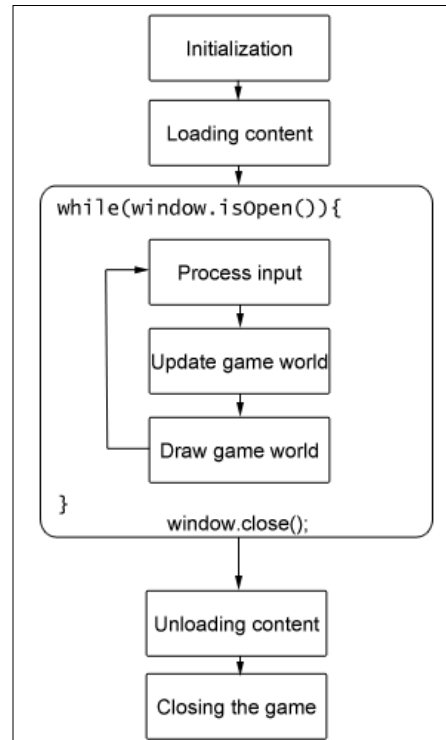 Initialization
Loading content
while(window.isOpen()){
Process input
Update game world
Draw game world
}
window.close();
Unloading content
Closing the game